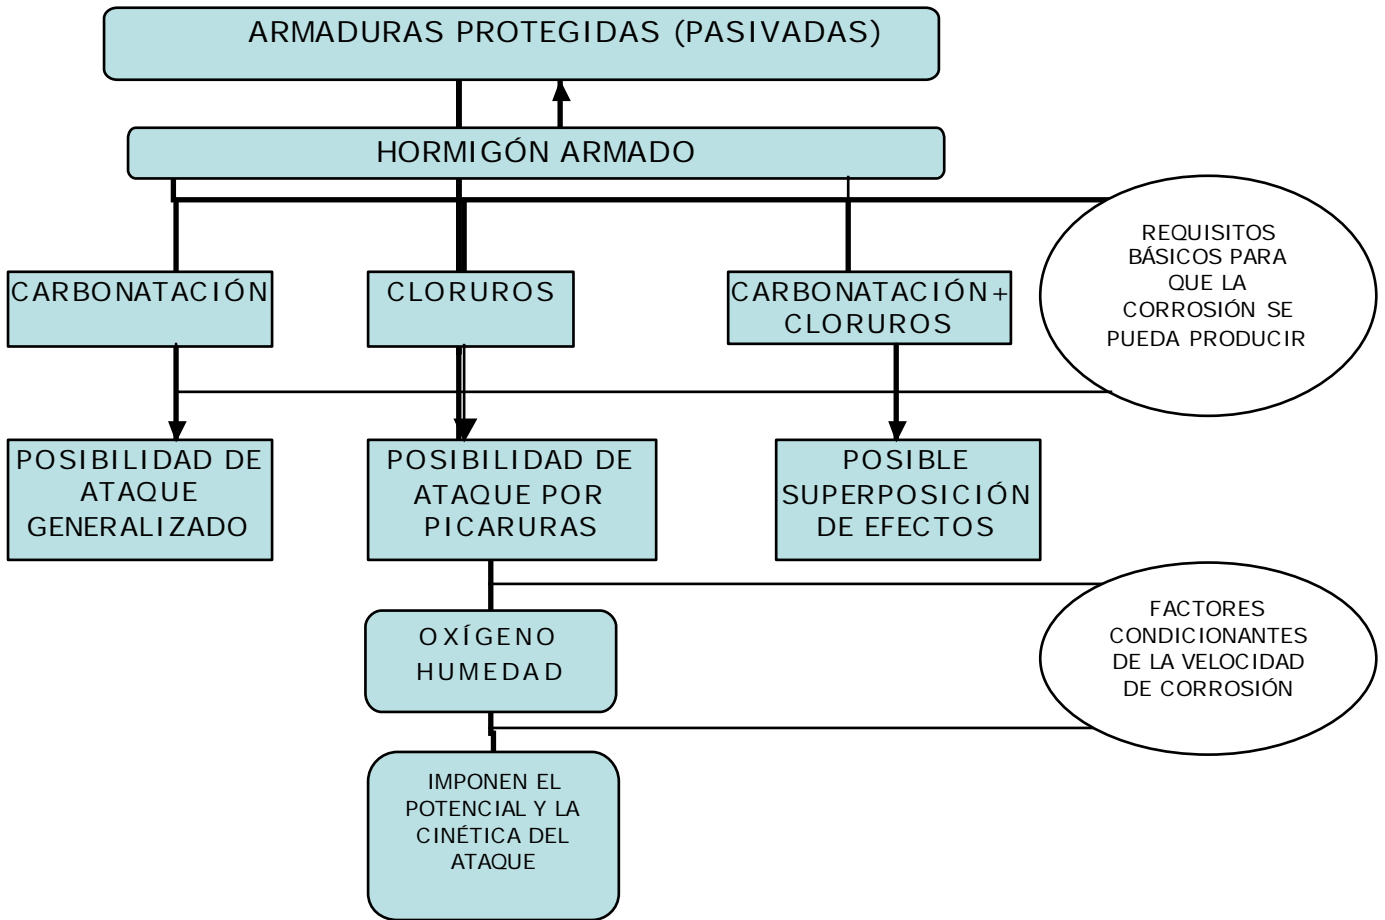 ARMADURAS PROTEGIDAS (PASIVADAS)
HORMIGÓN ARMADO
REQUISITOS
BÁSICOS PARA
QUE LA
CORROSIÓN SE
PUEDA PRODUCIR
CARBONATACIÓN
CLORUROS
CARBONATACIÓN+
CLORUROS
POSIBILIDAD DE
ATAQUE
GENERALIZADO
POSIBILIDAD DE
ATAQUE POR
PICARURAS
POSIBLE
SUPERPOSICIÓN
DE EFECTOS
OXÍGENO
HUMEDAD
FACTORES
CONDICIONANTES
DE LA VELOCIDAD
DE CORROSIÓN
IMPONEN EL
POTENCIAL Y LA
CINÉTICA DEL
ATAQUE